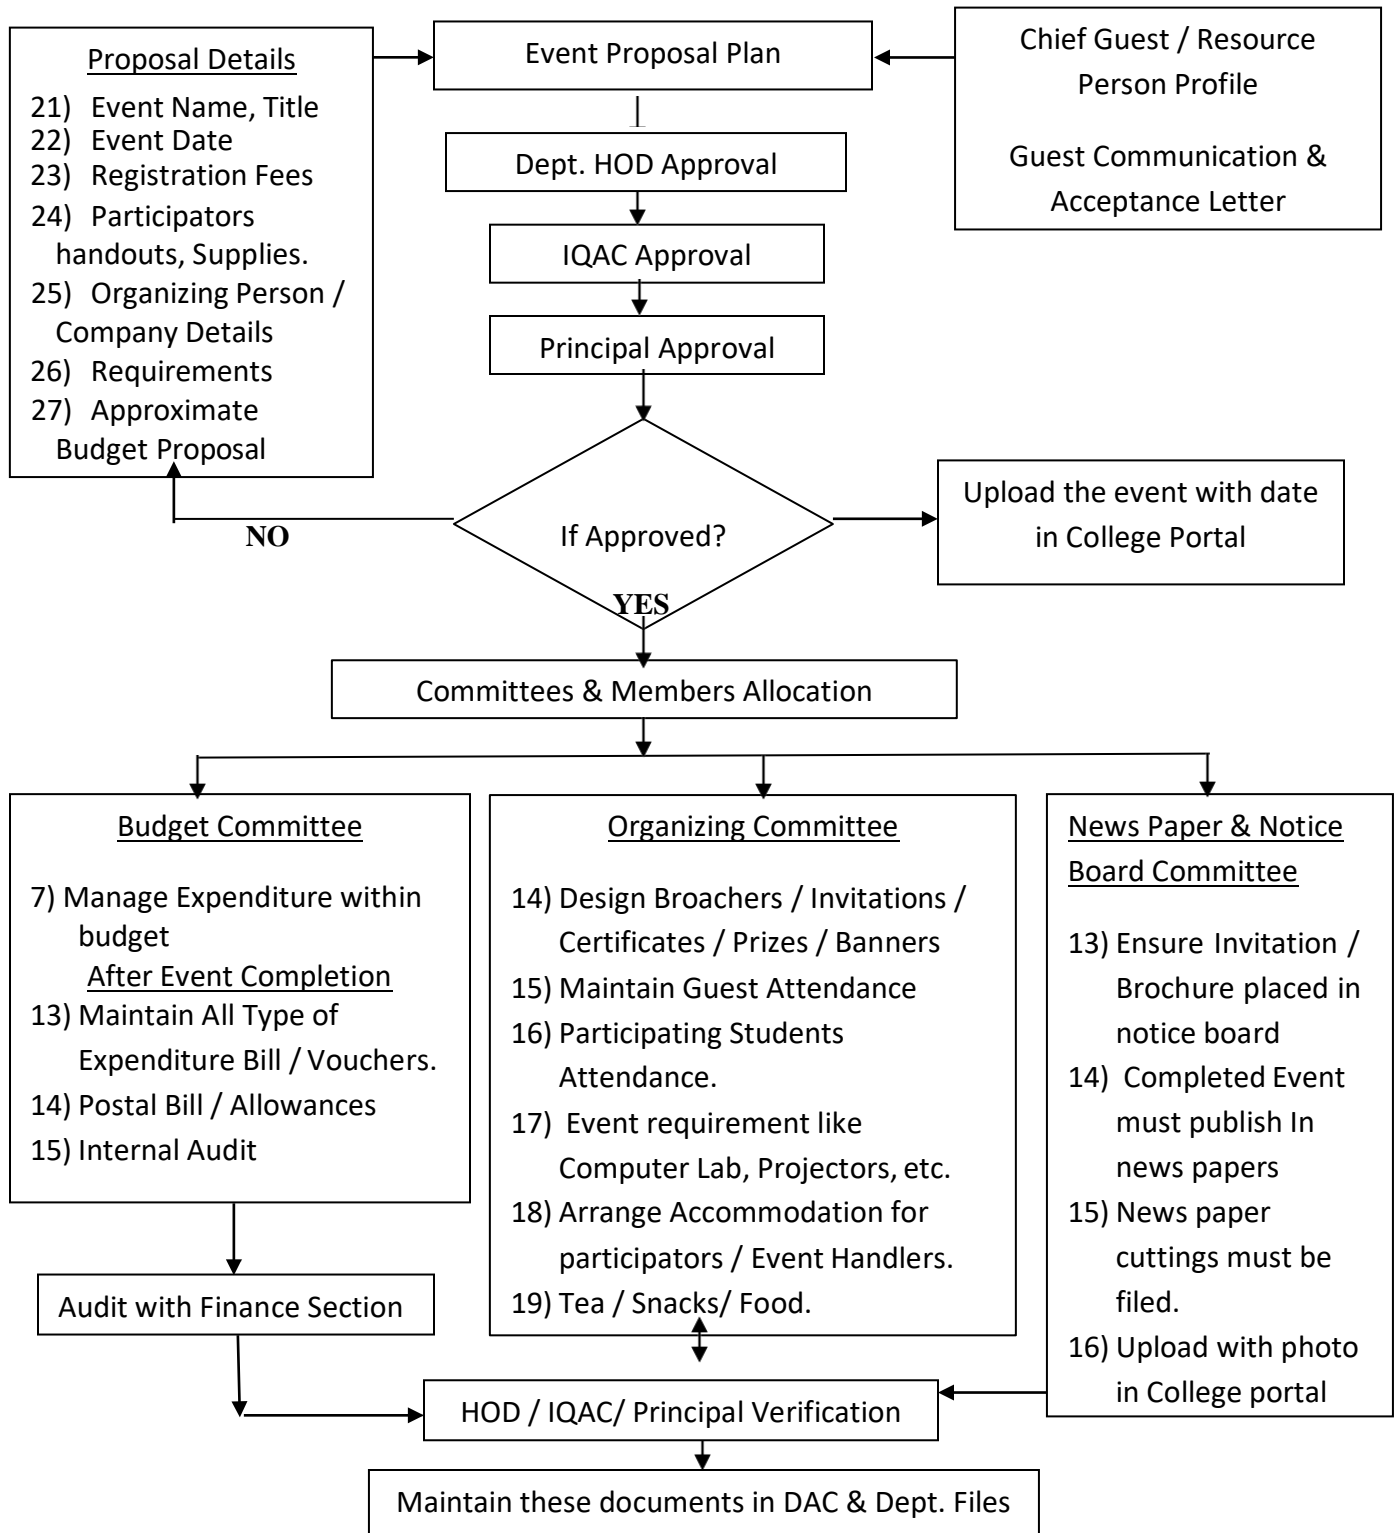 Proposal Details
21) Event Name, Title
22) Event Date
23) Registration Fees
24) Participators
handouts, Supplies.
25) Organizing Person /
Company Details
26) Requirements
27) Approximate
Budget Proposal
Event Proposal Plan
Chief Guest / Resource
Person Profile
Guest Communication &
Acceptance Letter
Dept. HOD Approval
IQAC Approval
Principal Approval
If Approved?
NO
YES
Upload the event with date
in College Portal
Committees & Members Allocation
Budget Committee
7) Manage Expenditure within
budget
After Event Completion
13) Maintain All Type of
Expenditure Bill / Vouchers.
14) Postal Bill / Allowances
15) Internal Audit
Organizing Committee
14) Design Broachers / Invitations /
Certificates / Prizes / Banners
15) Maintain Guest Attendance
16) Participating Students
Attendance.
17) Event requirement like
Computer Lab, Projectors, etc.
18) Arrange Accommodation for
participators / Event Handlers.
19) Tea / Snacks/ Food.
News Paper & Notice
Board Committee
13) Ensure Invitation /
Brochure placed in
notice board
14) Completed Event
must publish In
news papers
15) News paper
cuttings must be
filed.
16) Upload with photo
in College portal
Audit with Finance Section
HOD / IQAC/ Principal Verification
Maintain these documents in DAC & Dept. Files